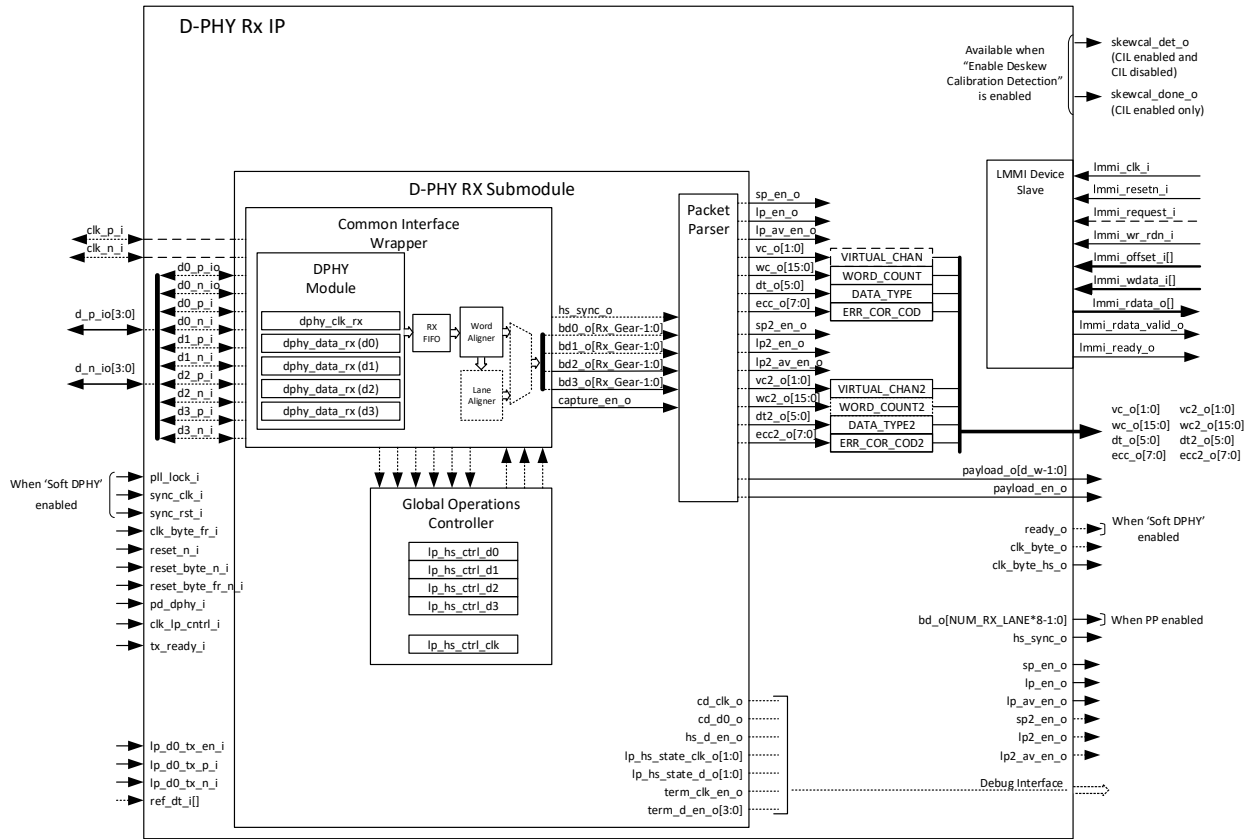 D-PHY Rx IP
Available when
"Enable Deskew
Calibration Detection"
is enabled
skewcal_det_o
(CIL enabled and
CIL disabled)
skewcal_done_o
(CIL enabled only)
LMMI Device
Slave
lmmi_clk_i
lmmi_resetn_i
lmmi_request_i
lmmi_wr_rdn_i
lmmi_offset_i[]
lmmi_wdata_i[]
lmmi_rdata_o[]
lmmi_rdata_valid_o
lmmi_ready_o
D-PHY RX Submodule
Common Interface
Wrapper
DPHY
Module
dphy_clk_rx
dphy_data_rx (d0)
dphy_data_rx (d1)
dphy_data_rx (d2)
dphy_data_rx (d3)
RX
FIFO
Word
Aligner
Lane
Aligner
clk_p_i
clk_n_i
d0_p_io
d0_n_io
d0_p_i
d0_n_i
d1_p_i
d1_n_i
d2_p_i
d2_n_i
d3_p_i
d3_n_i
d_p_io[3:0]
d_n_io[3:0]
hs_sync_o
bd0_o[Rx_Gear-1:0]
bd1_o[Rx_Gear-1:0]
bd2_o[Rx_Gear-1:0]
bd3_o[Rx_Gear-1:0]
capture_en_o
Packet
Parser
sp_en_o
lp_en_o
lp_av_en_o
vc_o[1:0]
wc_o[15:0]
dt_o[5:0]
ecc_o[7:0]
sp2_en_o
lp2_en_o
lp2_av_en_o
vc2_o[1:0]
wc2_o[15:0]
dt2_o[5:0]
ecc2_o[7:0]
VIRTUAL_CHAN
WORD_COUNT
DATA_TYPE
ERR_COR_COD
VIRTUAL_CHAN2
WORD_COUNT2
DATA_TYPE2
ERR_COR_COD2
vc_o[1:0] vc2_o[1:0]
wc_o[15:0] wc2_o[15:0]
dt_o[5:0] dt2_o[5:0]
ecc_o[7:0] ecc2_o[7:0]
payload_o[d_w-1:0]
payload_en_o
When 'Soft DPHY'
enabled
pll_lock_i
sync_clk_i
sync_rst_i
clk_byte_fr_i
reset_n_i
reset_byte_n_i
reset_byte_fr_n_i
pd_dphy_i
clk_lp_cntrl_i
tx_ready_i
Global Operations
Controller
lp_hs_ctrl_d0
lp_hs_ctrl_d1
lp_hs_ctrl_d2
lp_hs_ctrl_d3
lp_hs_ctrl_clk
ready_o
clk_byte_o
clk_byte_hs_o
When 'Soft DPHY'
enabled
bd_o[NUM_RX_LANE*8-1:0]
hs_sync_o
When PP enabled
sp_en_o
lp_en_o
lp_av_en_o
sp2_en_o
lp2_en_o
lp2_av_en_o
cd_clk_o
cd_d0_o
hs_d_en_o
lp_hs_state_clk_o[1:0]
lp_hs_state_d_o[1:0]
term_clk_en_o
term_d_en_o[3:0]
Debug Interface
lp_d0_tx_en_i
lp_d0_tx_p_i
lp_d0_tx_n_i
ref_dt_i[]